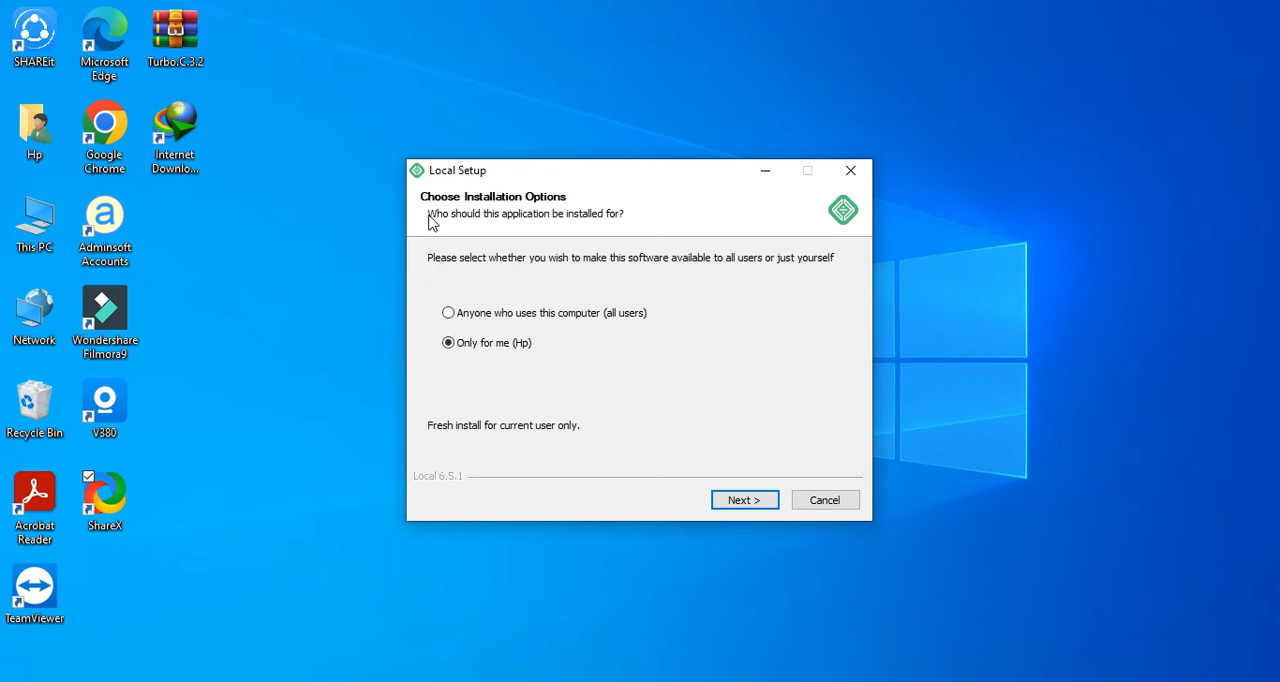 SHAREit
Microsoft
Edge
Turbo.C.3.2
Hp
Google
Chrome
Internet
Downlo...
This PC
Adminsoft
Accounts
Network
Wondershare
Filmora9
Recycle Bin
V380
Acrobat
Reader
ShareX
TeamViewer
Local Setup
Choose Installation Options
Who should this application be installed for?
Please select whether you wish to make this software available to all users or just yourself
Anyone who uses this computer (all users)
Only for me (Hp)
Fresh install for current user only.
Local 6.5.1
Next >
Cancel